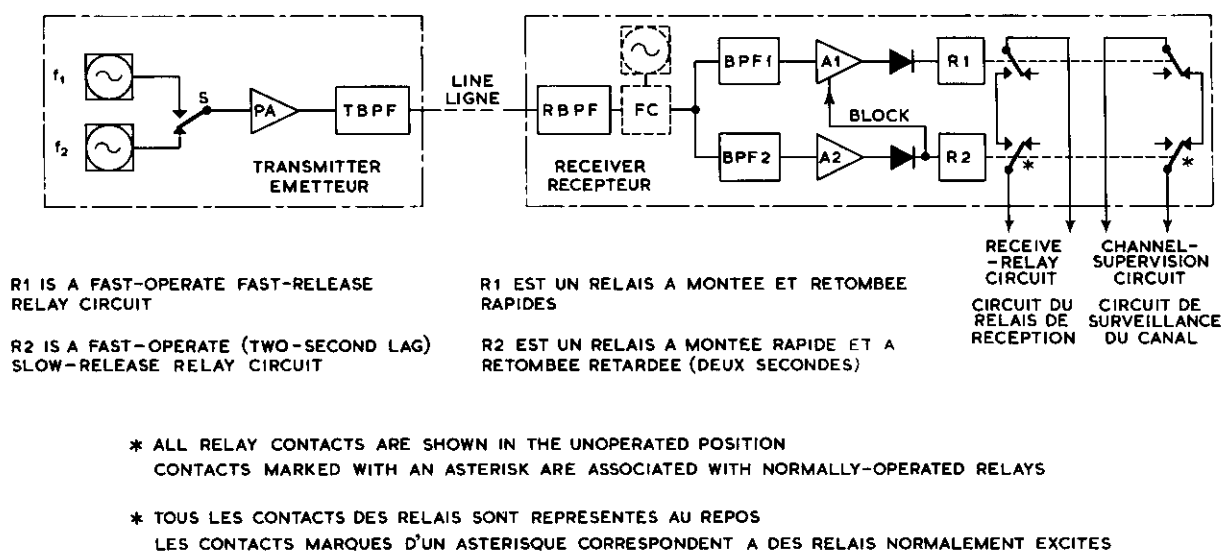 f1
f2
S
PA
TBPF
TRANSMITTER
EMETTEUR
LINE
LIGNE
RBPF
FC
RECEIVER
RECEPTEUR
BPF1
A1
R1
BLOCK
BPF2
A2
R2
*
*
RECEIVE
-RELAY
CIRCUIT
CIRCUIT DU
RELAIS DE
RECEPTION
CHANNEL-
SUPERVISION
CIRCUIT
CIRCUIT DE
SURVEILLANCE
DU CANAL
R1 IS A FAST-OPERATE FAST-RELEASE
RELAY CIRCUIT
R2 IS A FAST-OPERATE (TWO-SECOND LAG)
SLOW-RELEASE RELAY CIRCUIT
R1 EST UN RELAIS A MONTEE ET RETOMBEE
RAPIDES
R2 EST UN RELAIS A MONTEE RAPIDE ET A
RETOMBEE RETARDEE (DEUX SECONDES)
* ALL RELAY CONTACTS ARE SHOWN IN THE UNOPERATED POSITION
CONTACTS MARKED WITH AN ASTERISK ARE ASSOCIATED WITH NORMALLY-OPERATED RELAYS
* TOUS LES CONTACTS DES RELAIS SONT REPRESENTES AU REPOS
LES CONTACTS MARQUES D'UN ASTERISQUE CORRESPONDENT A DES RELAIS NORMALEMENT EXCITES